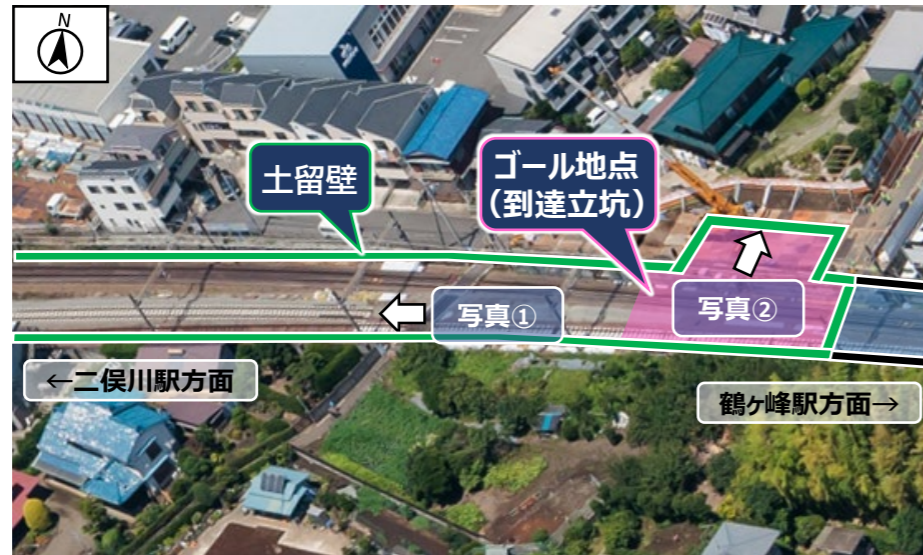 N
土留壁
ゴール地点
（到達立坑）
写真①
写真②
←二俣川駅方面
鶴ヶ峰駅方面→